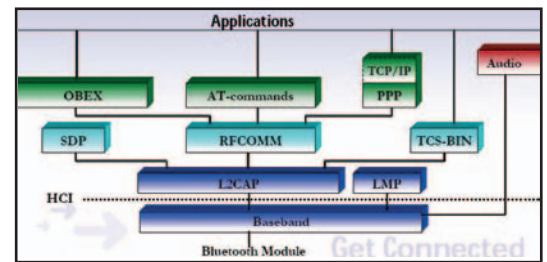 Applications
TCP/IP
Audio
OBEX
AT-commands
PPP
SDP
RFCOMM
TCS-BIN
L2CAP
LMP
HCI
Baseband
Bluetooth Module
Get Connected